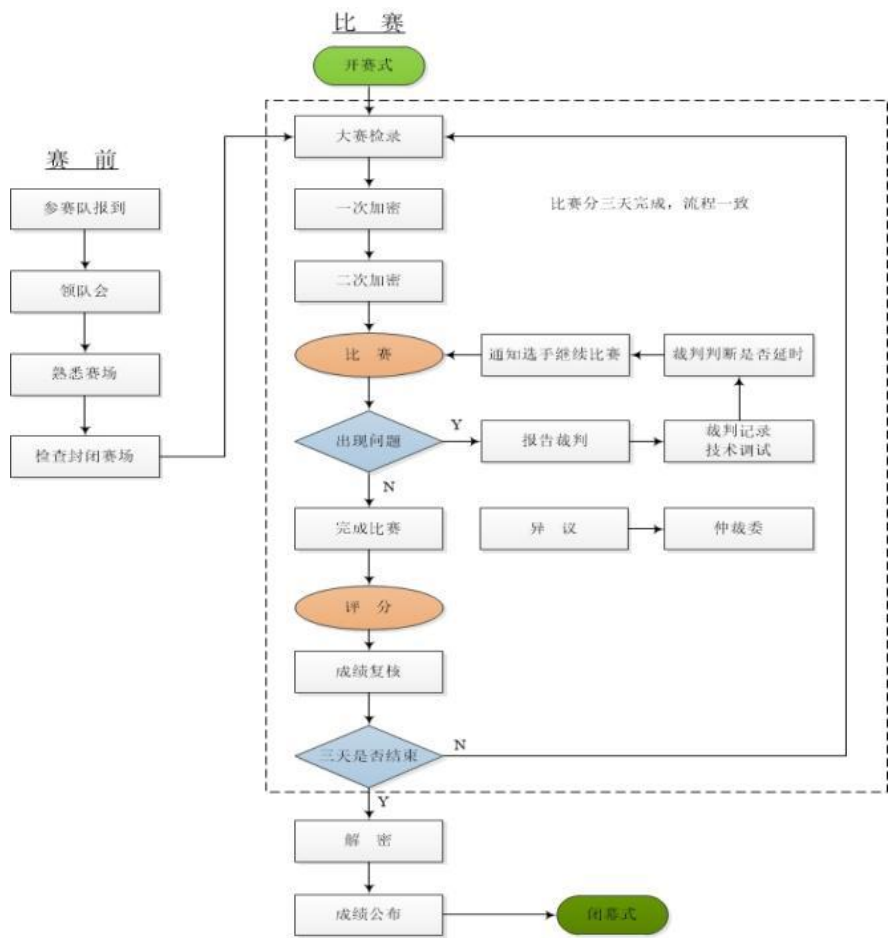 比 赛
开赛式
大赛检录
赛 前
参赛队报到
一次加密
比赛分三天完成，流程一致
领队会
二次加密
熟悉赛场
比 赛
通知选手继续比赛
裁判判断是否延时
检查封闭赛场
出现问题
Y
报告裁判
裁判记录
技术调试
N
完成比赛
异 议
仲裁委
评 分
成绩复核
三天是否结束
N
Y
解 密
成绩公布
闭幕式